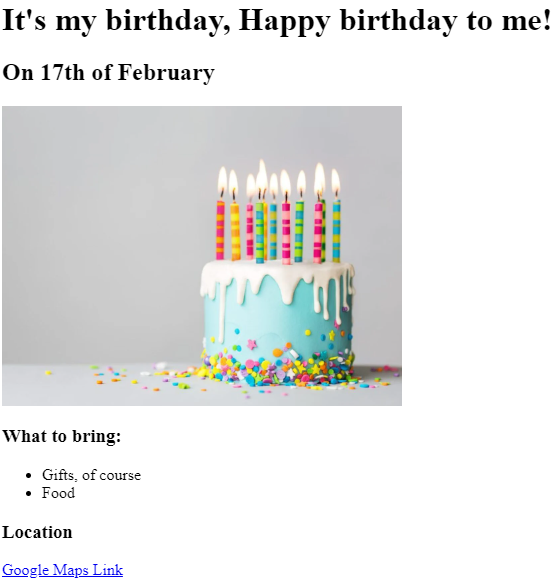 It's my birthday, Happy birthday to me!
On 17th of February
What to bring:
Gifts, of course
Food
Location
Google Maps Link